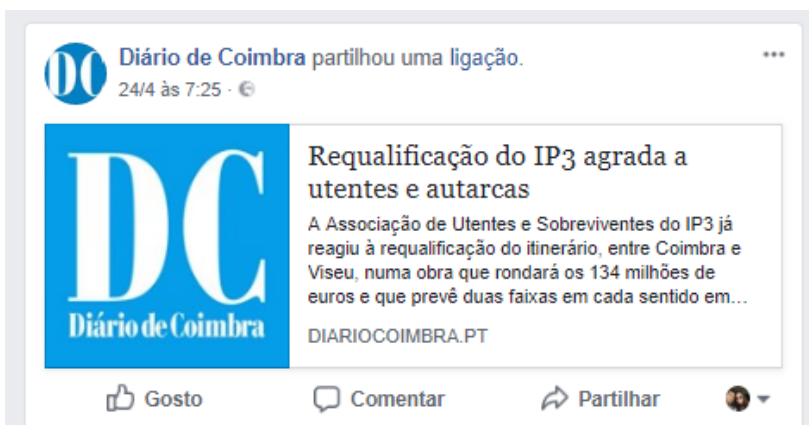 DC
Diário de Coimbra partilhou uma ligação.
24/4 às 7:25 ·
DC
Diário de Coimbra
Requalificação do IP3 agrada a
utentes e autarcas
A Associação de Utentes e Sobreviventes do IP3 já
reagiu à requalificação do itinerário, entre Coimbra e
Viseu, numa obra que rondará os 134 milhões de
euros e que prevê duas faixas em cada sentido em...
DIARIOCOIMBRA.PT
Gosto
Comentar
Partilhar